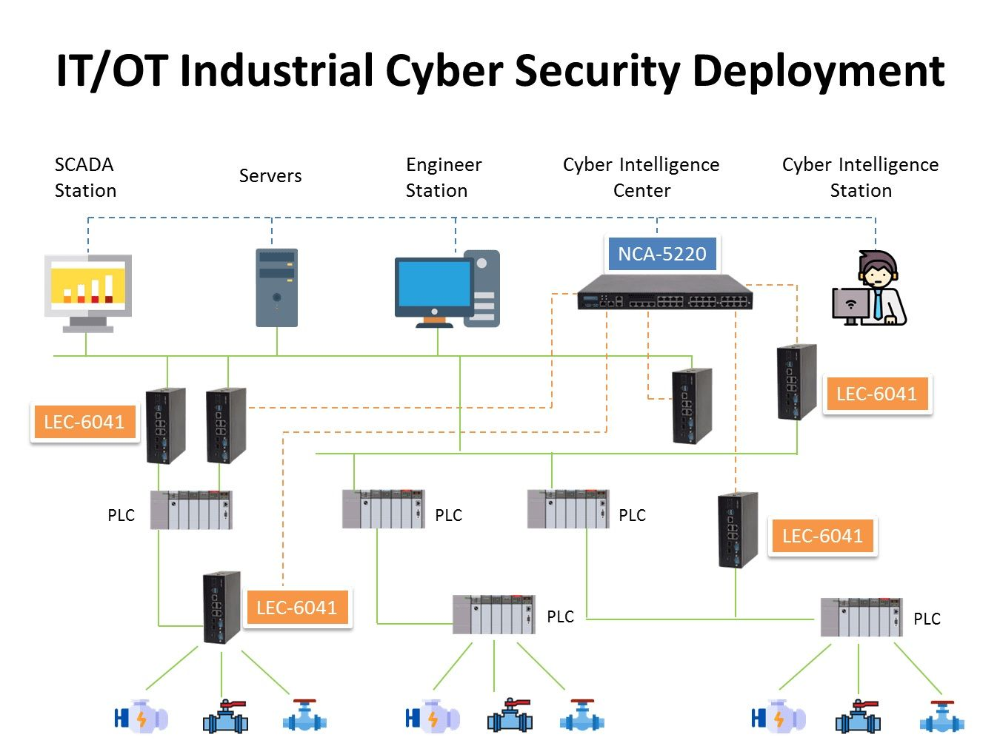 IT/OT Industrial Cyber Security Deployment
SCADA
Station
Servers
Engineer
Station
Cyber Intelligence
Center
Cyber Intelligence
Station
NCA-5220
LEC-6041
LEC-6041
PLC
PLC
PLC
LEC-6041
LEC-6041
PLC
PLC